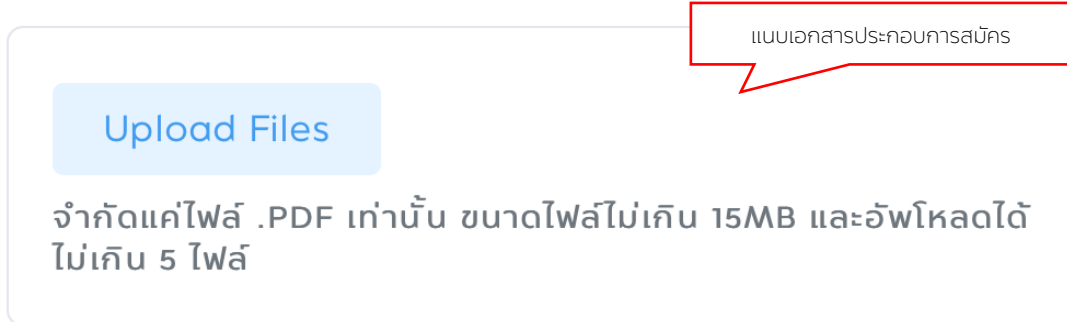 แนบเอกสารประกอบการสมัคร
Upload Files
จำกัดแค่ไฟล์ .PDF เท่านั้น ขนาดไฟล์ไม่เกิน 15MB และอัพโหลดได้
ไม่เกิน 5 ไฟล์